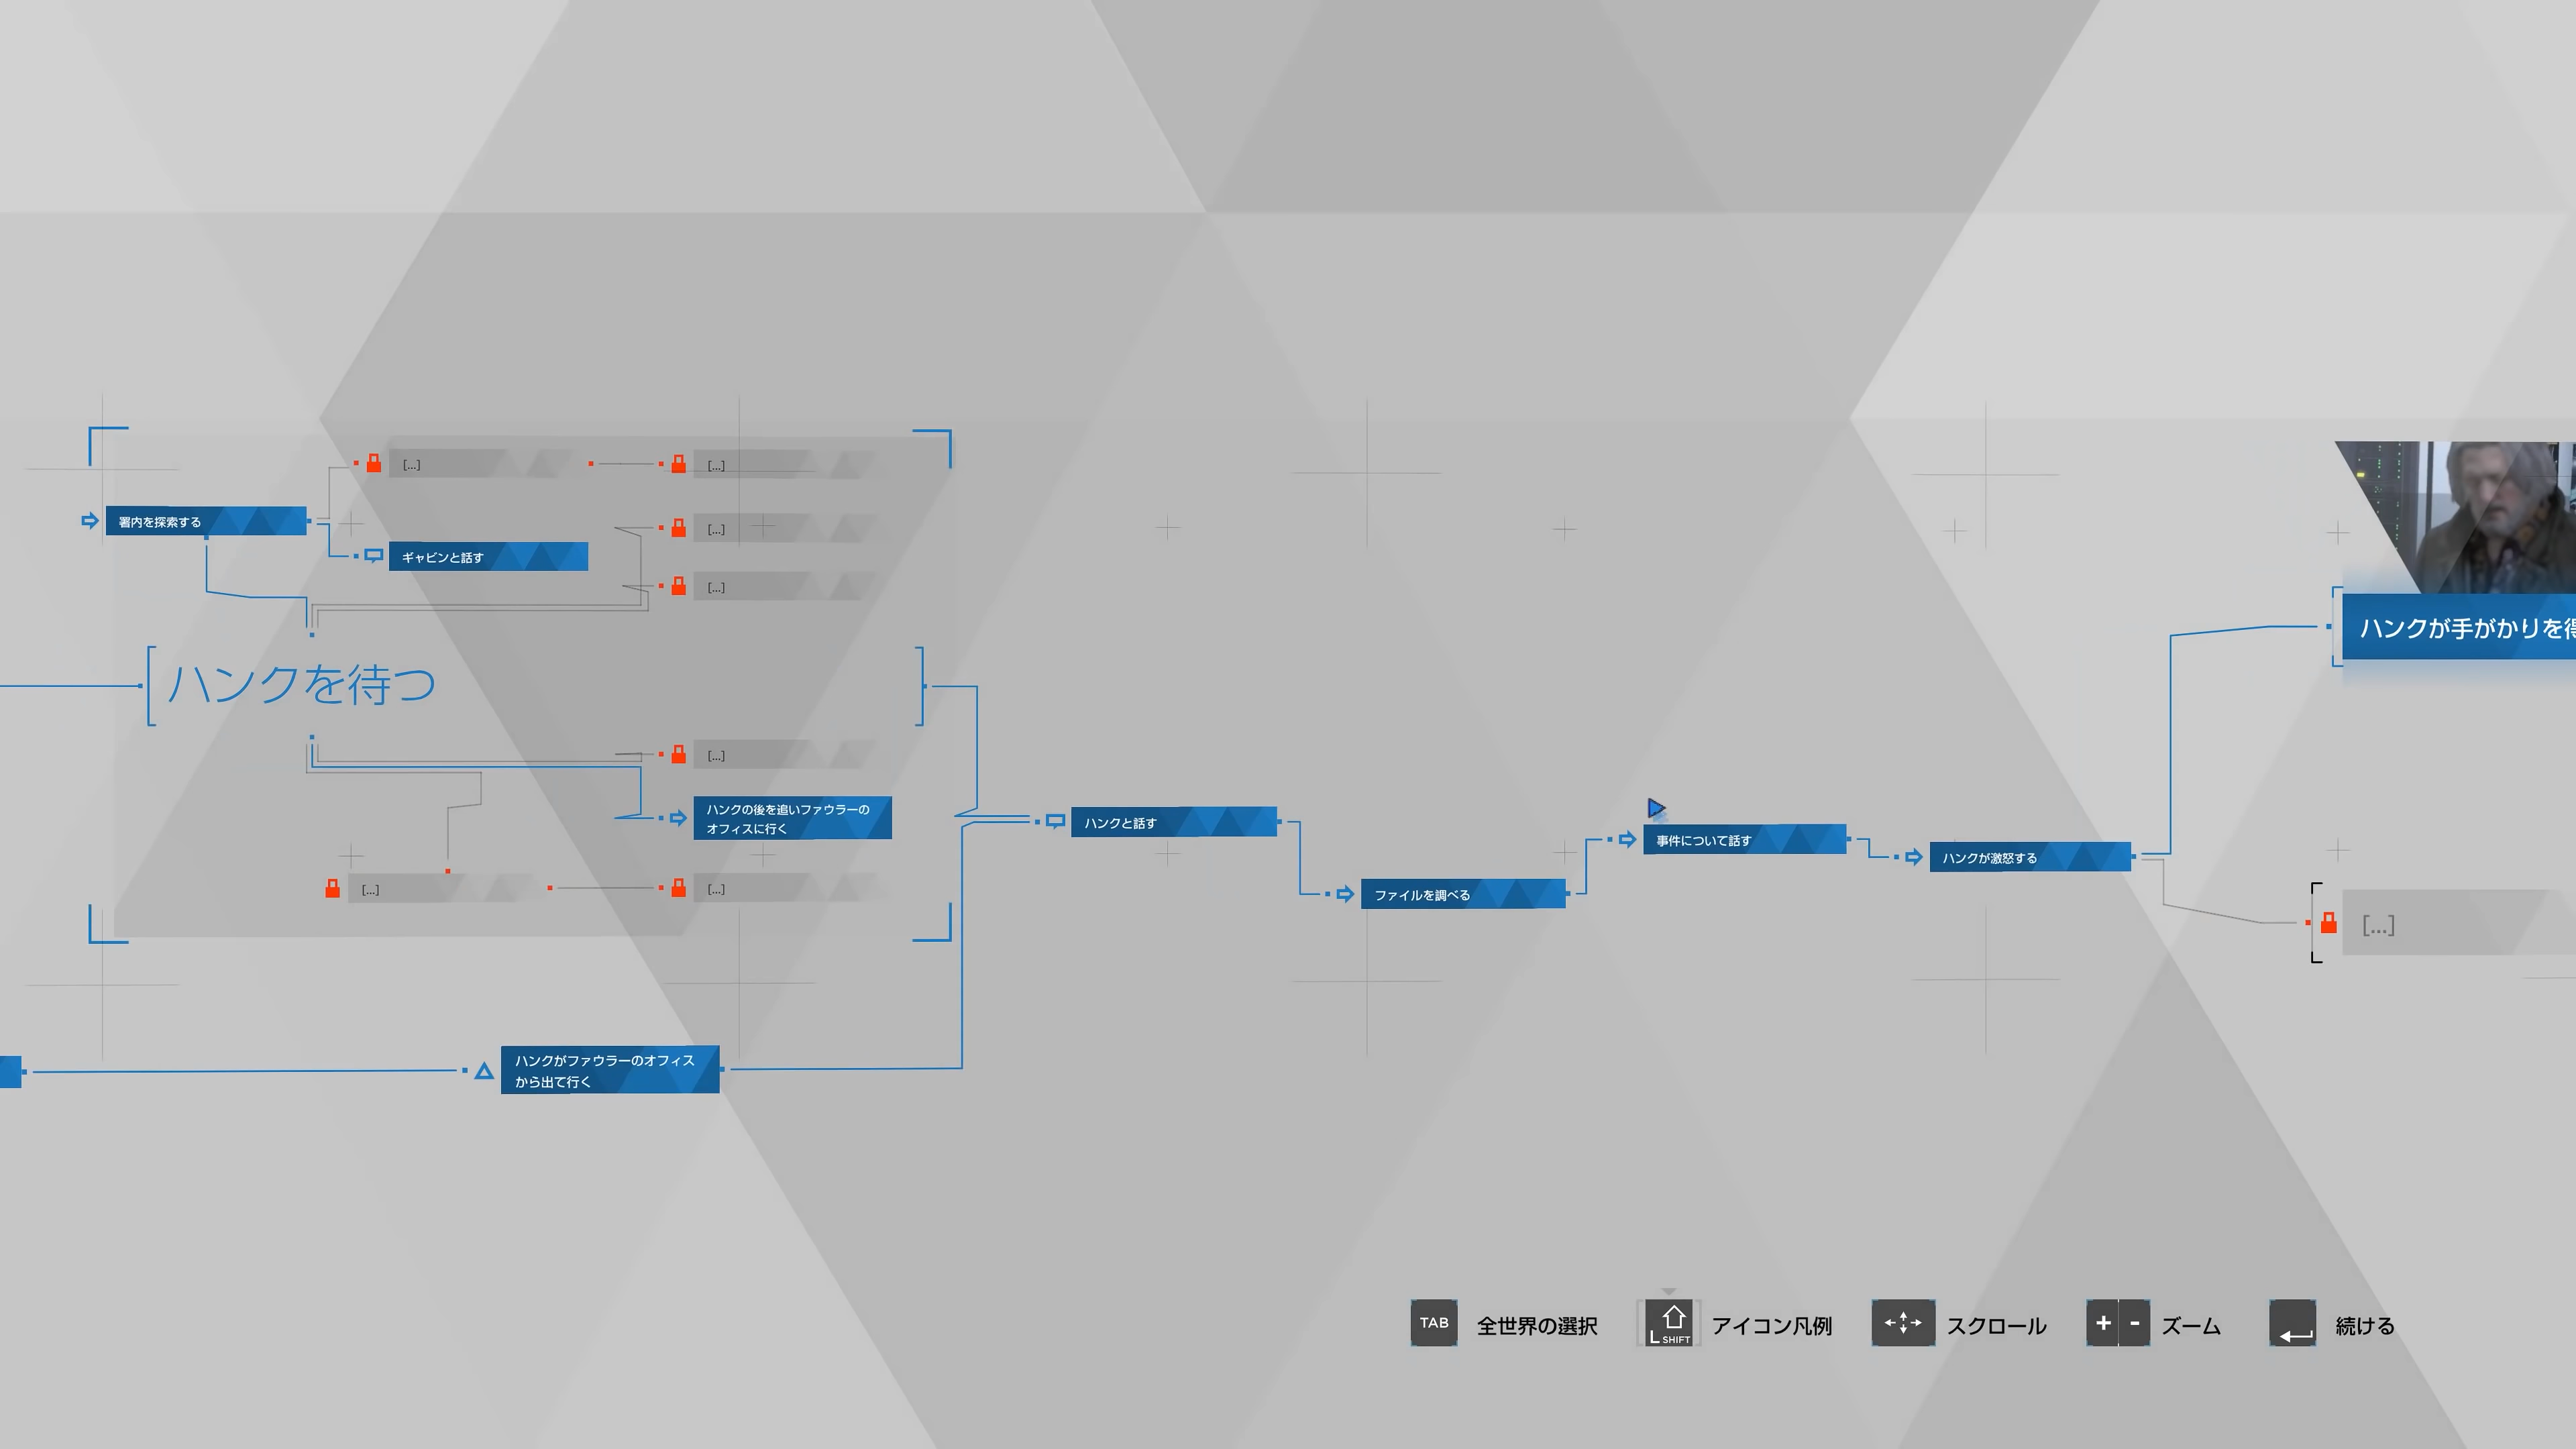 [...]
[...]
署内を探索する
[...]
ギャビンと話す
[...]
ハンクが手がかりを
ハンクを待つ
[...]
ハンクの後を追いファウラーの
オフィスに行く
ハンクと話す
事件について話す
ハンクが激怒する
[...]
[...]
ファイルを調べる
[...]
ハンクがファウラーのオフィス
から出て行く
TAB 全世界の選択 L SHIFT アイコン凡例 スクロール + - ズーム 続ける